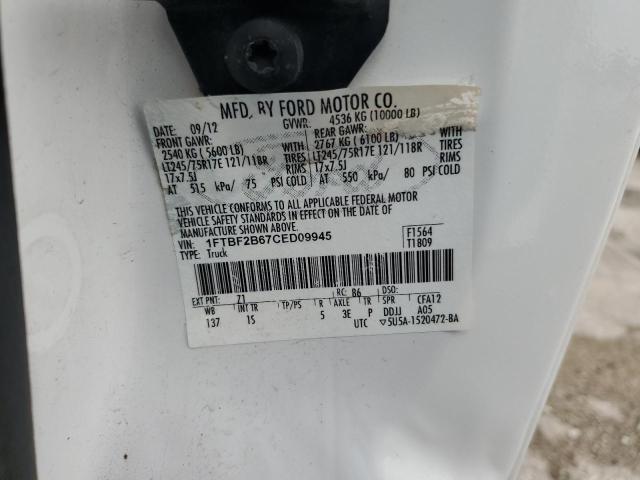 MFD. BY FORD MOTOR CO.
DATE: 09/12 GVWR: 4536 KG (10000 LB)
FRONT GAWR: REAR GAWR:
2540 KG (5600 LB) WITH 2767 KG (6100 LB) WITH
LT245/75R17E 121/118R TIRES LT245/75R17E 121/118R TIRES
17x7.5J RIMS 17x7.5J RIMS
AT 515 kPa/ 75 PSI COLD AT 550 kPa/ 80 PSI COLD
THIS VEHICLE CONFORMS TO ALL APPLICABLE FEDERAL MOTOR
VEHICLE SAFETY STANDARDS IN EFFECT ON THE DATE OF
MANUFACTURE SHOWN ABOVE.
VIN: 1FTBF2B67CED09945 F1564
TYPE: Truck T1809
EXT PNT: Z1 RC: 86 DSO:
WB INT TR TP/PS R AXLE TR SPR CFA12
137 1S 5 3E P DDJJ A05
UTC 5U5A-1520472-BA